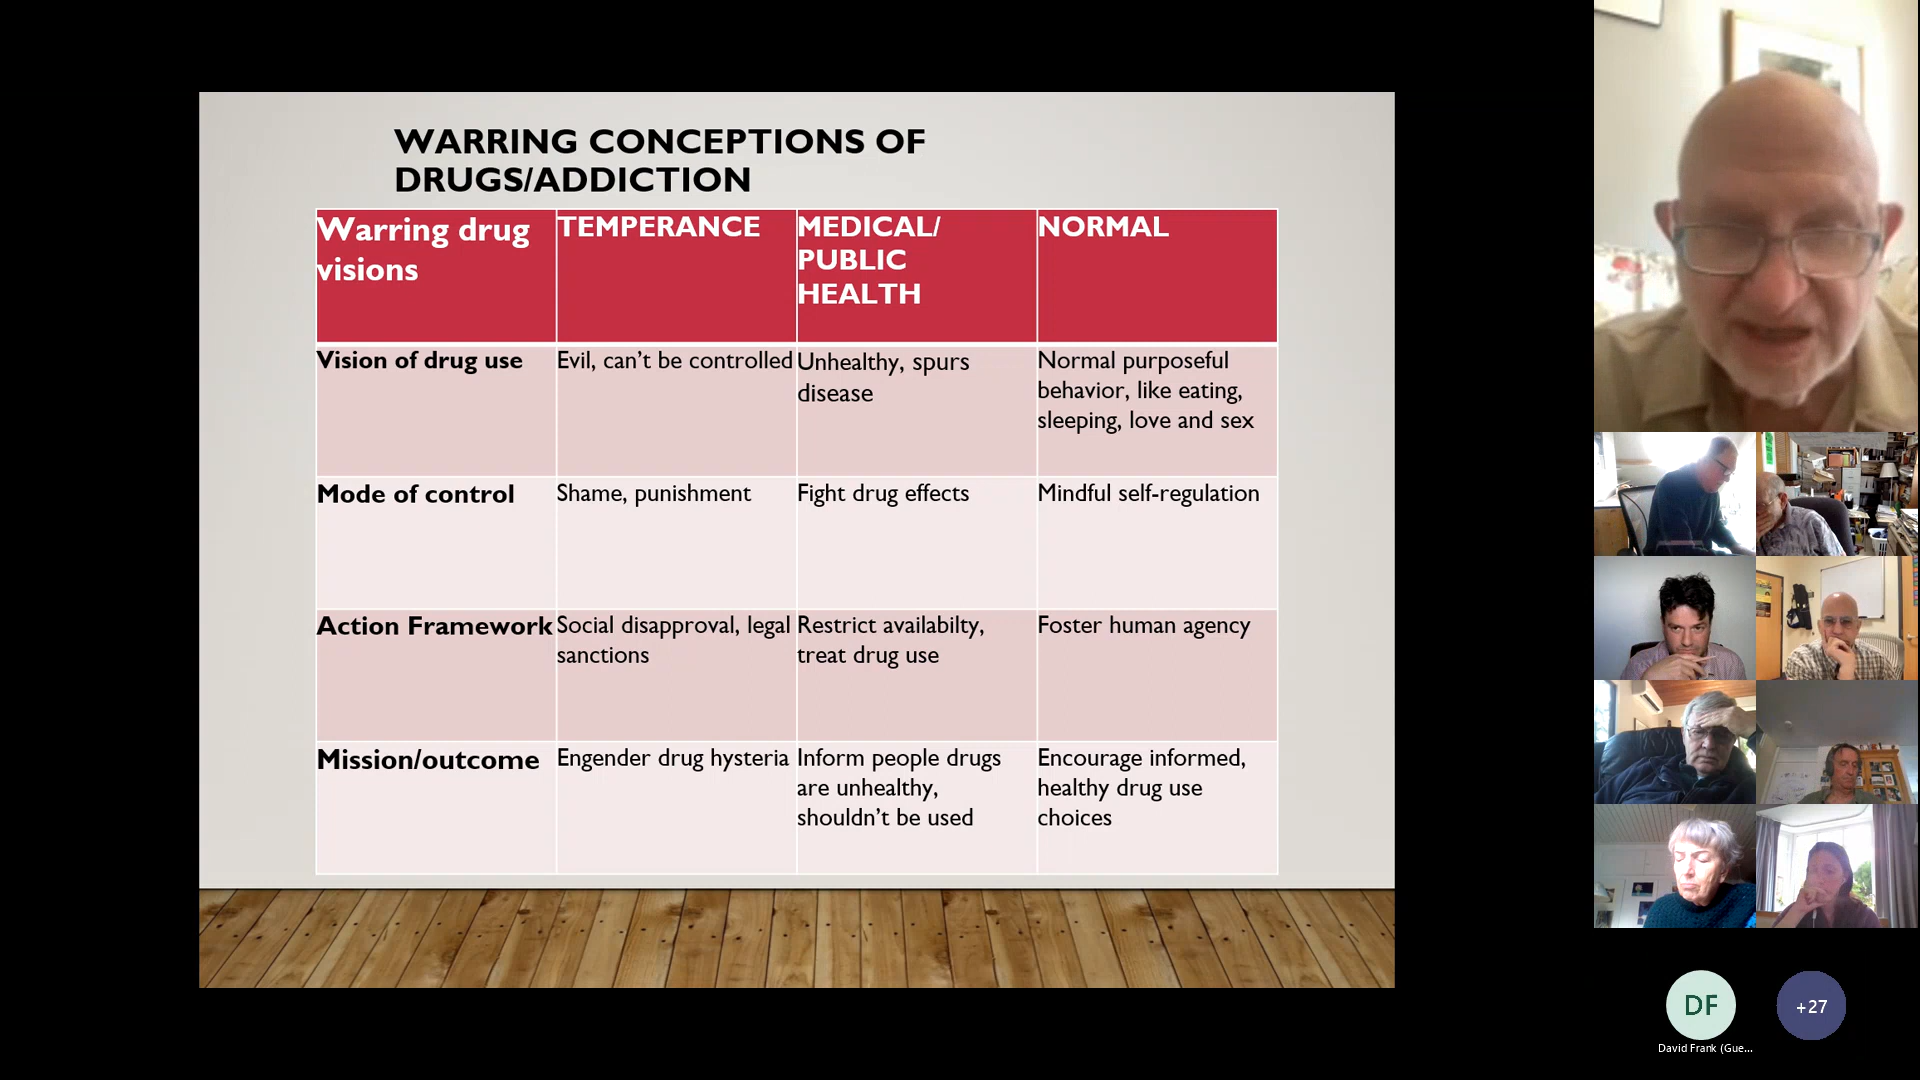 WARRING CONCEPTIONS OF
DRUGS/ADDICTION
Warring drug
visions
TEMPERANCE
MEDICAL/
PUBLIC
HEALTH
NORMAL
Vision of drug use
Evil, can’t be controlled
Unhealthy, spurs
disease
Normal purposeful
behavior, like eating,
sleeping, love and sex
Mode of control
Shame, punishment
Fight drug effects
Mindful self-regulation
Action Framework
Social disapproval, legal
sanctions
Restrict availabilty,
treat drug use
Foster human agency
Mission/outcome
Engender drug hysteria
Inform people drugs
are unhealthy,
shouldn’t be used
Encourage informed,
healthy drug use
choices
DF
David Frank (Gue...
+27